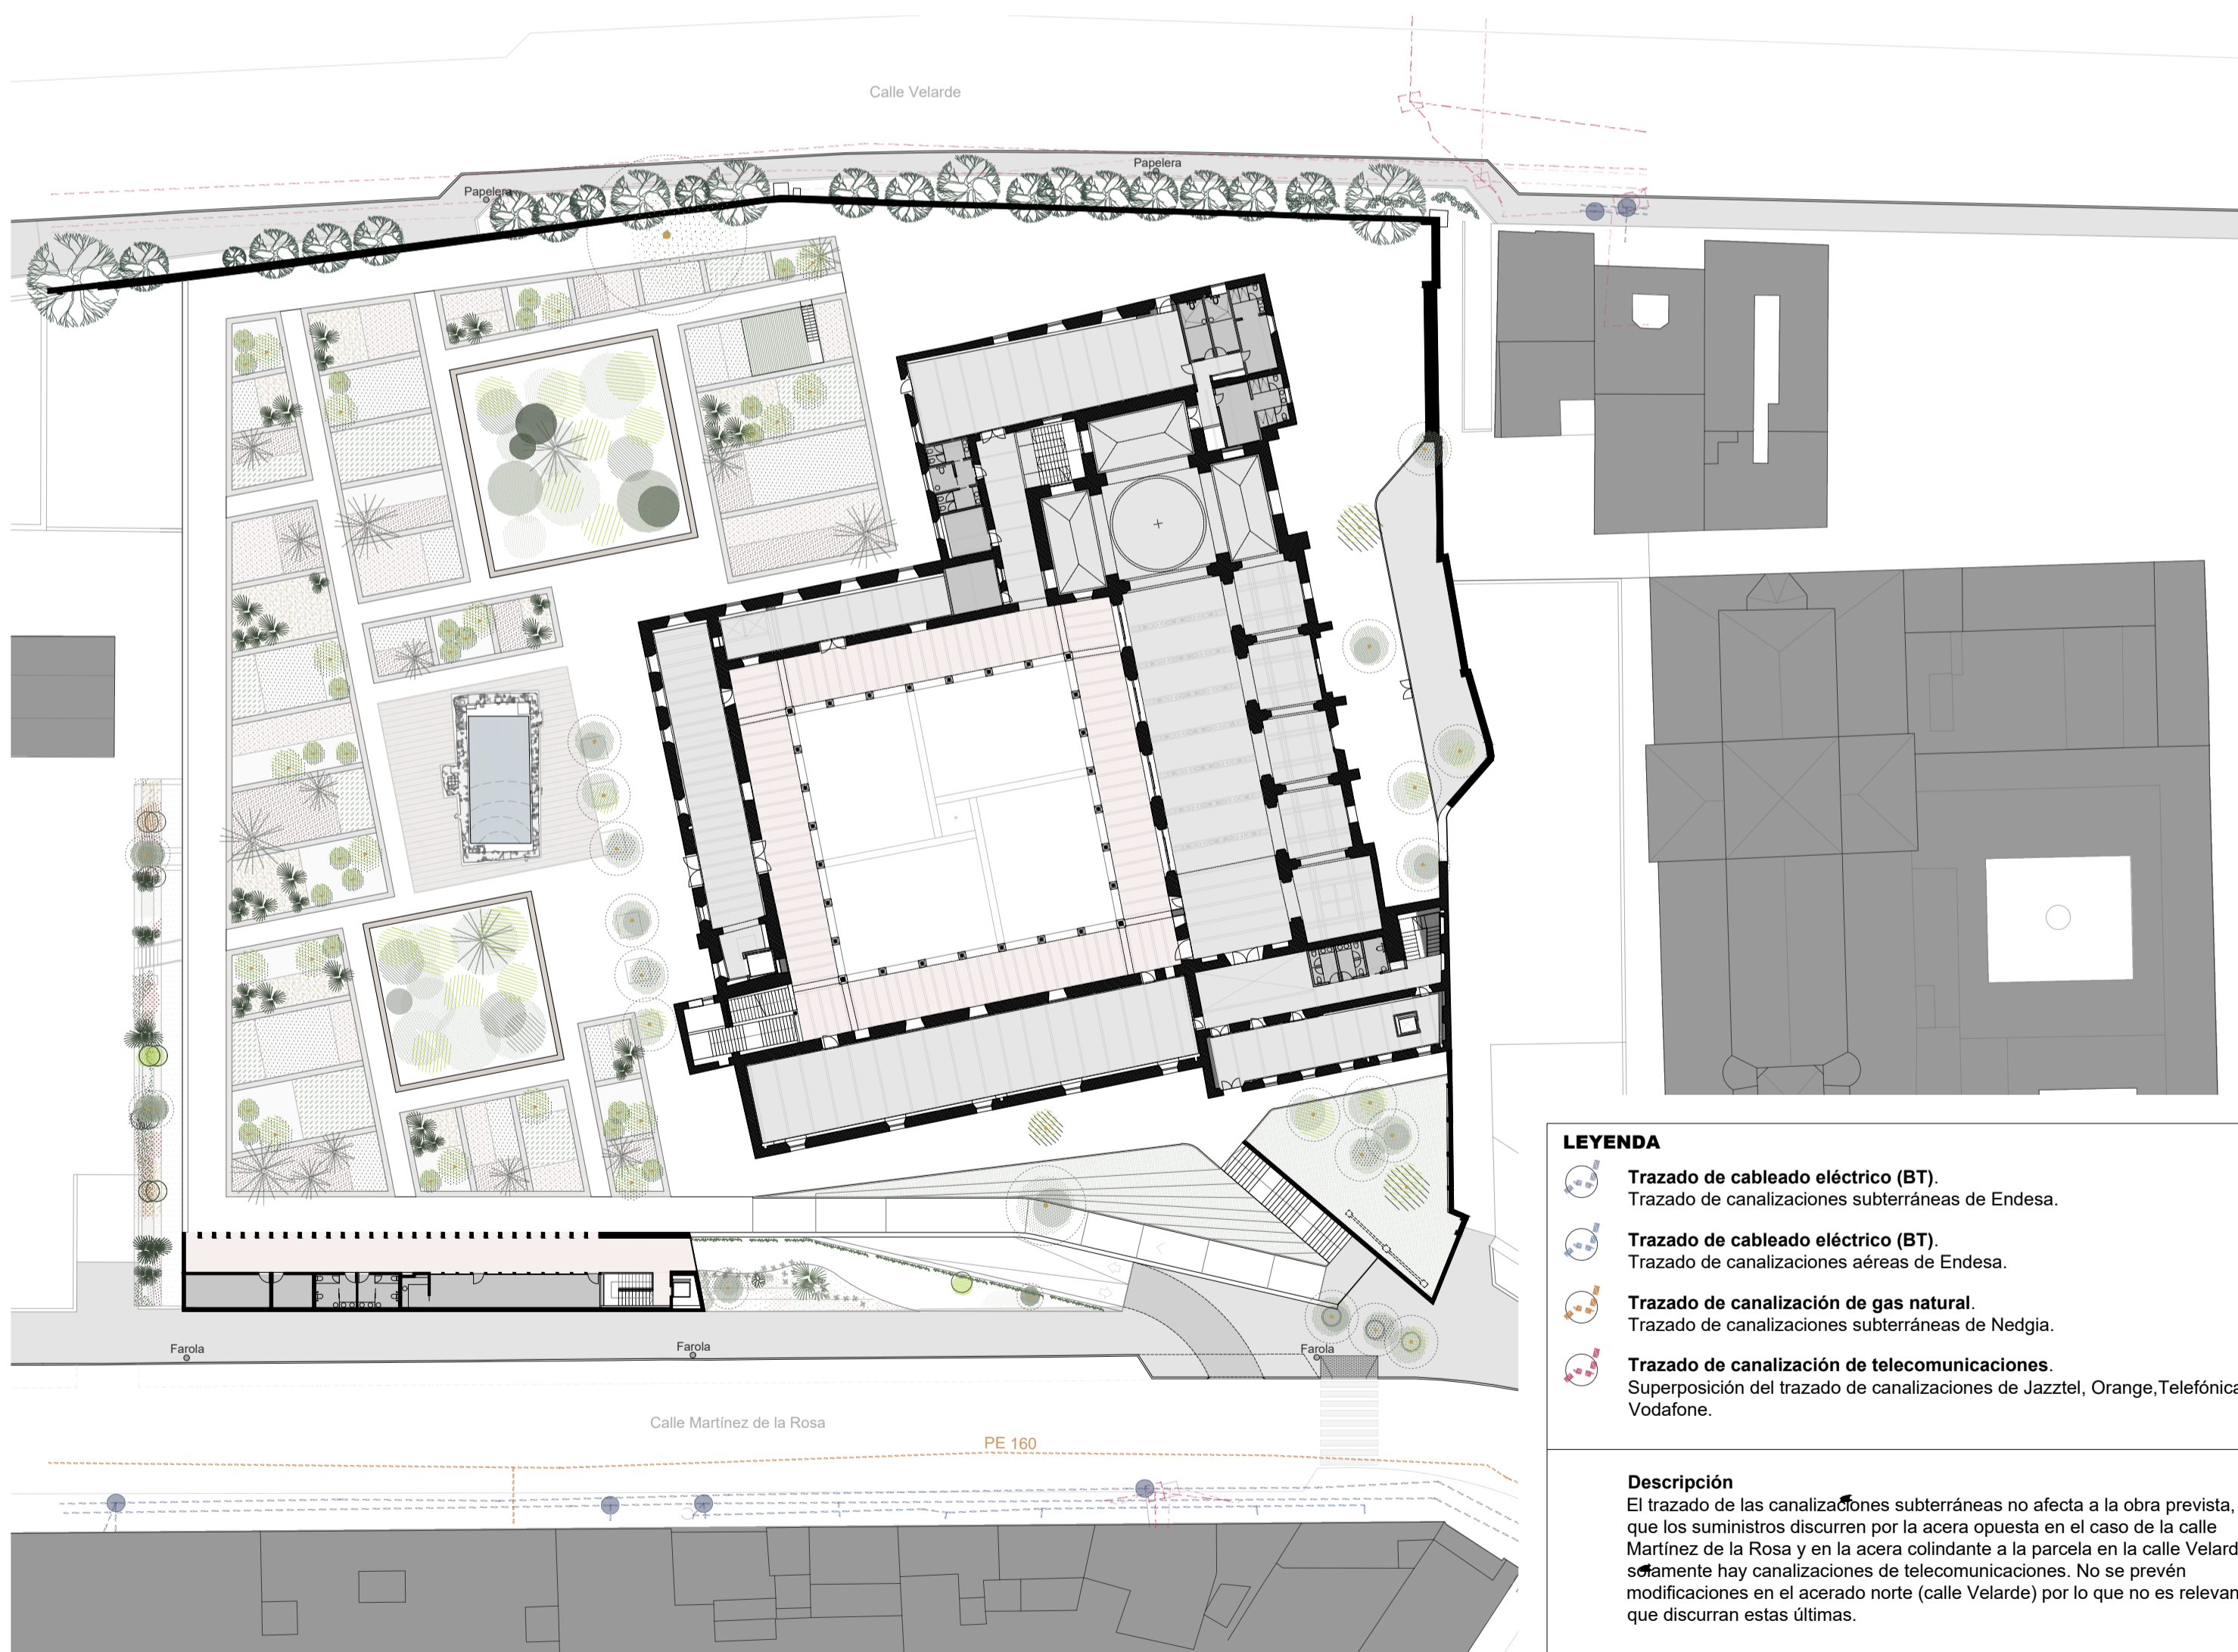 Calle Velarde
Papelera
Papelera
Farola
Farola
Farola
Calle Martínez de la Rosa
PE 160
LEYENDA
Trazado de cableado eléctrico (BT).
Trazado de canalizaciones subterráneas de Endesa.
Trazado de cableado eléctrico (BT).
Trazado de canalizaciones aéreas de Endesa.
Trazado de canalización de gas natural.
Trazado de canalizaciones subterráneas de Nedgia.
Trazado de canalización de telecomunicaciones.
Superposición del trazado de canalizaciones de Jazztel, Orange,Telefónica
Vodafone.
Descripción
El trazado de las canalizaciones subterráneas no afecta a la obra prevista,
que los suministros discurren por la acera opuesta en el caso de la calle
Martínez de la Rosa y en la acera colindante a la parcela en la calle Velard
solamente hay canalizaciones de telecomunicaciones. No se prevén
modificaciones en el acerado norte (calle Velarde) por lo que no es relevan
que discurran estas últimas.